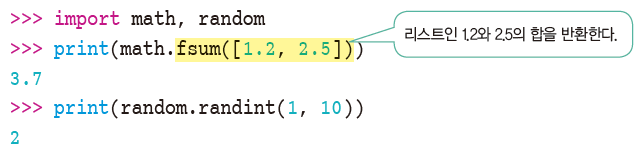 >>> import math, random
>>> print(math.fsum([1.2, 2.5]))
리스트인 1.2와 2.5의 합을 반환한다.
3.7
>>> print(random.randint(1, 10))
2